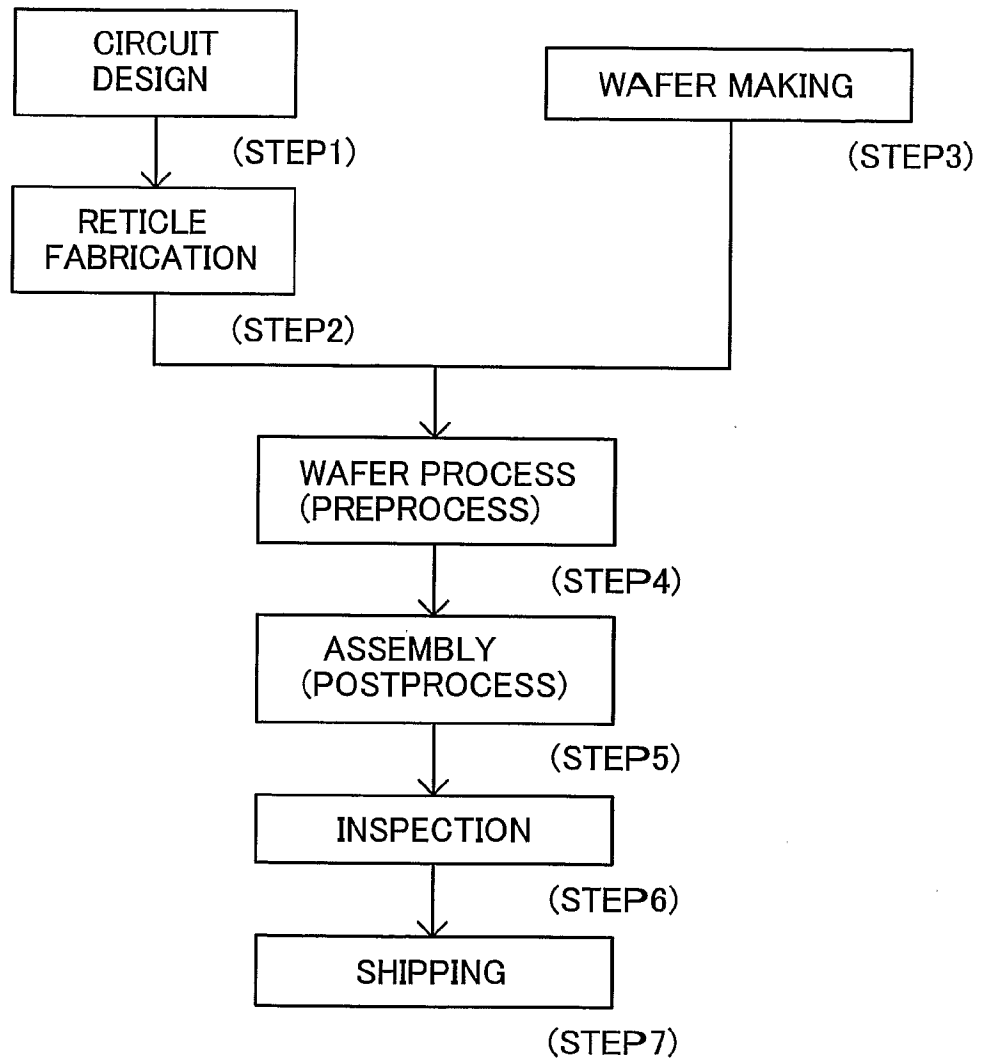 CIRCUIT
DESIGN
(STEP1)
WAFER MAKING
(STEP3)
RETICLE
FABRICATION
(STEP2)
WAFER PROCESS
(PREPROCESS)
(STEP4)
ASSEMBLY
(POSTPROCESS)
(STEP5)
INSPECTION
(STEP6)
SHIPPING
(STEP7)